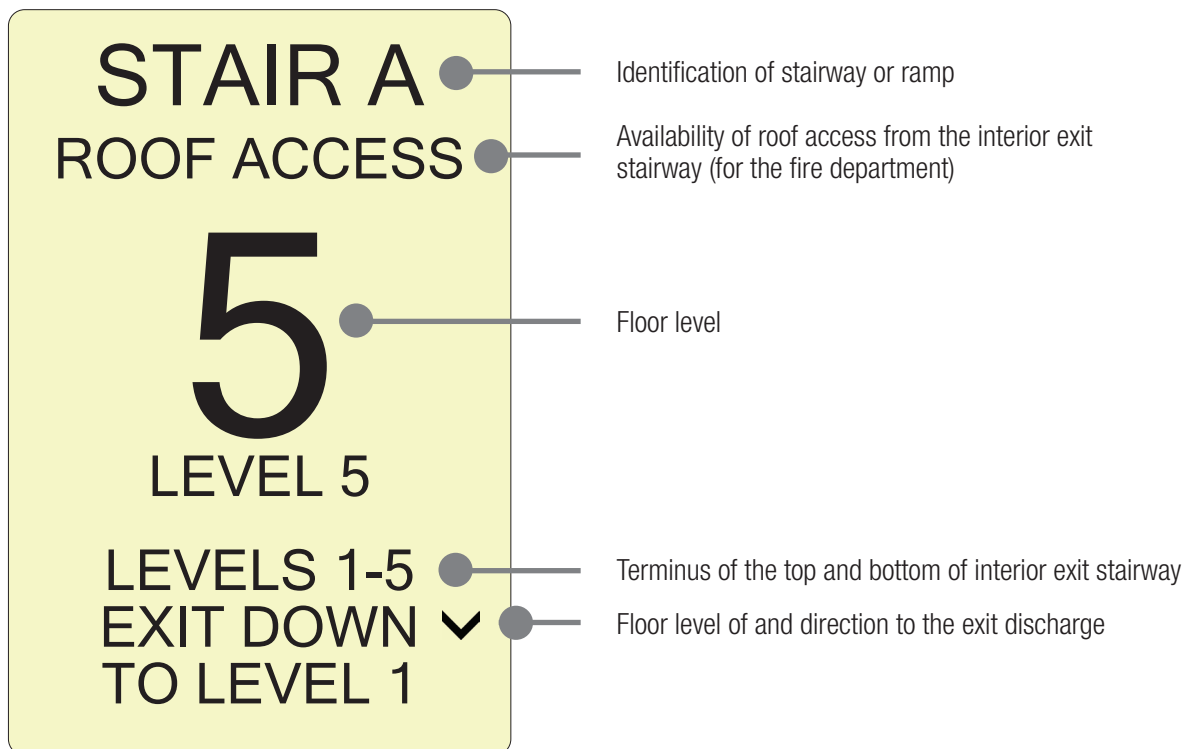 STAIR A
Identification of stairway or ramp
ROOF ACCESS
Availability of roof access from the interior exit
stairway (for the fire department)
5
Floor level
LEVEL 5
LEVELS 1-5
Terminus of the top and bottom of interior exit stairway
EXIT DOWN
Floor level of and direction to the exit discharge
TO LEVEL 1